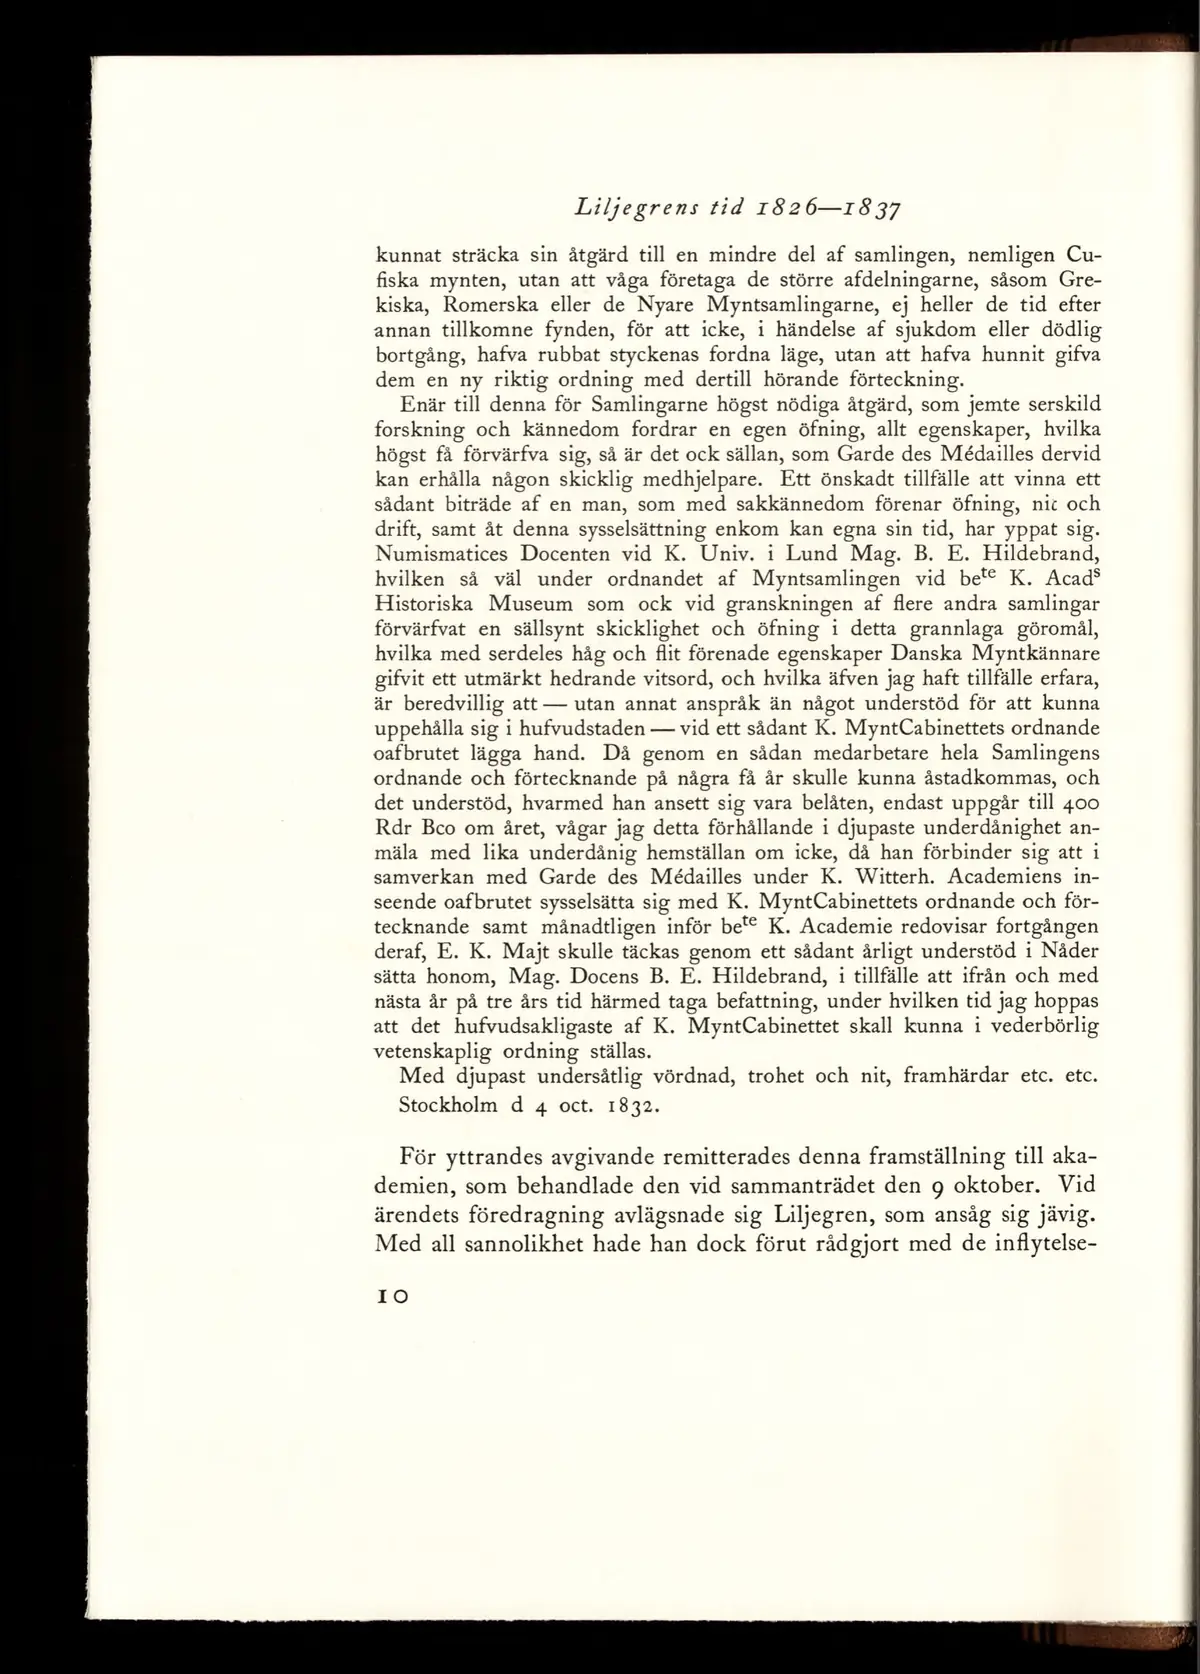 Liljegrens tid 1826—1837
kunnat sträcka sin åtgärd till en mindre del af samlingen, nemligen Cu-
fiska mynten, utan att våga företaga de större afdelningarne, såsom Gre-
kiska, Romerska eller de Nyare Myntsamlingarne, ej heller de tid efter
annan tillkomne fynden, för att icke, i händelse af sjukdom eller dödlig
bortgång, hafva rubbat styckenas fordna läge, utan att hafva hunnit gifva
dem en ny riktig ordning med dertill hörande förteckning.
Enär till denna för Samlingarne högst nödiga åtgärd, som jemte serskild
forskning och kännedom fordrar en egen öfning, allt egenskaper, hvilka
högst få förvärfva sig, så är det ock sällan, som Garde des Médailles dervid
kan erhålla någon skicklig medhjelpare. Ett önskadt tillfälle att vinna ett
sådant biträde af en man, som med sakkännedom förenar öfning, nit och
drift, samt åt denna sysselsättning enkom kan egna sin tid, har yppat sig.
Numismatices Docenten vid K. Univ. i Lund Mag. B. E. Hildebrand,
hvilken så väl under ordnandet af Myntsamlingen vid beᵗᵉ K. Acadˢ
Historiska Museum som ock vid granskningen af flere andra samlingar
förvärfvat en sällsynt skicklighet och öfning i detta grannlaga göromål,
hvilka med serdeles håg och flit förenade egenskaper Danska Myntkännare
gifvit ett utmärkt hedrande vitsord, och hvilka äfven jag haft tillfälle erfara,
är beredvillig att — utan annat anspråk än något understöd för att kunna
uppehålla sig i hufvudstaden — vid ett sådant K. MyntCabinettets ordnande
oafbrutet lägga hand. Då genom en sådan medarbetare hela Samlingens
ordnande och förtecknande på några få år skulle kunna åstadkommas, och
det understöd, hvarmed han ansett sig vara belåten, endast uppgår till 400
Rdr Bco om året, vågar jag detta förhållande i djupaste underdånighet an-
mäla med lika underdånig hemställan om icke, då han förbinder sig att i
samverkan med Garde des Médailles under K. Witterh. Academiens in-
seende oafbrutet sysselsätta sig med K. MyntCabinettets ordnande och för-
tecknande samt månadtligen inför beᵗᵉ K. Academie redovisar fortgången
deraf, E. K. Majt skulle täckas genom ett sådant årligt understöd i Nåder
sätta honom, Mag. Docens B. E. Hildebrand, i tillfälle att ifrån och med
nästa år på tre års tid härmed taga befattning, under hvilken tid jag hoppas
att det hufvudsakligaste af K. MyntCabinettet skall kunna i vederbörlig
vetenskaplig ordning ställas.
Med djupast undersåtlig vördnad, trohet och nit, framhärdar etc. etc.
Stockholm d 4 oct. 1832.
För yttrandes avgivande remitterades denna framställning till aka-
demien, som behandlade den vid sammanträdet den 9 oktober. Vid
ärendets föredragning avlägsnade sig Liljegren, som ansåg sig jävig.
Med all sannolikhet hade han dock förut rådgjort med de inflytelse-
10